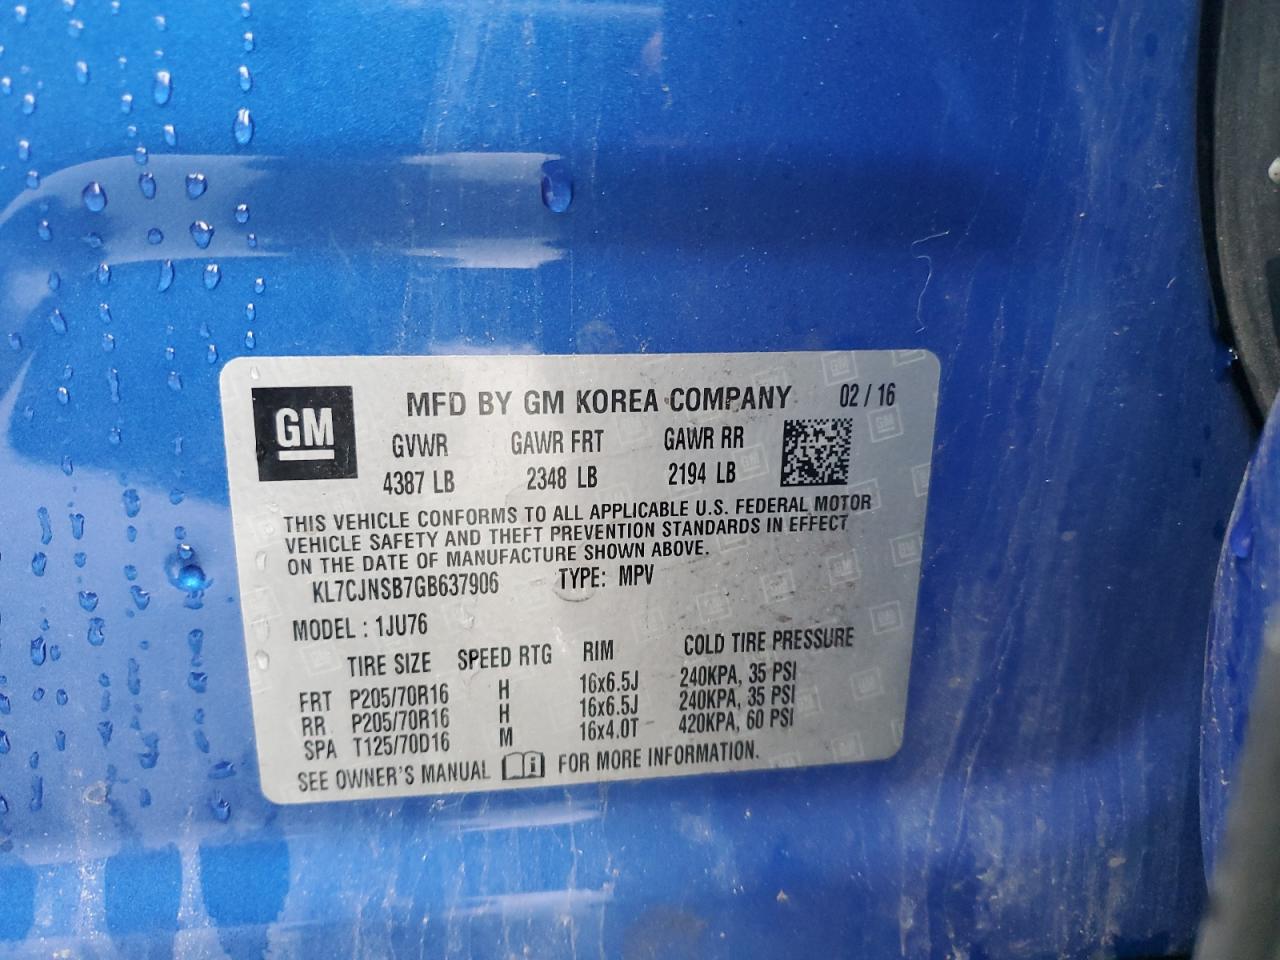 GM
MFD BY GM KOREA COMPANY 02 / 16
GVWR GAWR FRT GAWR RR
4387 LB 2348 LB 2194 LB
THIS VEHICLE CONFORMS TO ALL APPLICABLE U.S. FEDERAL MOTOR
VEHICLE SAFETY AND THEFT PREVENTION STANDARDS IN EFFECT
ON THE DATE OF MANUFACTURE SHOWN ABOVE.
KL7CJNSB7GB637906 TYPE: MPV
MODEL : 1JU76
TIRE SIZE SPEED RTG RIM COLD TIRE PRESSURE
FRT P205/70R16 H 16x6.5J 240KPA, 35 PSI
RR P205/70R16 H 16x6.5J 240KPA, 35 PSI
SPA T125/70D16 M 16x4.0T 420KPA, 60 PSI
SEE OWNER'S MANUAL FOR MORE INFORMATION.